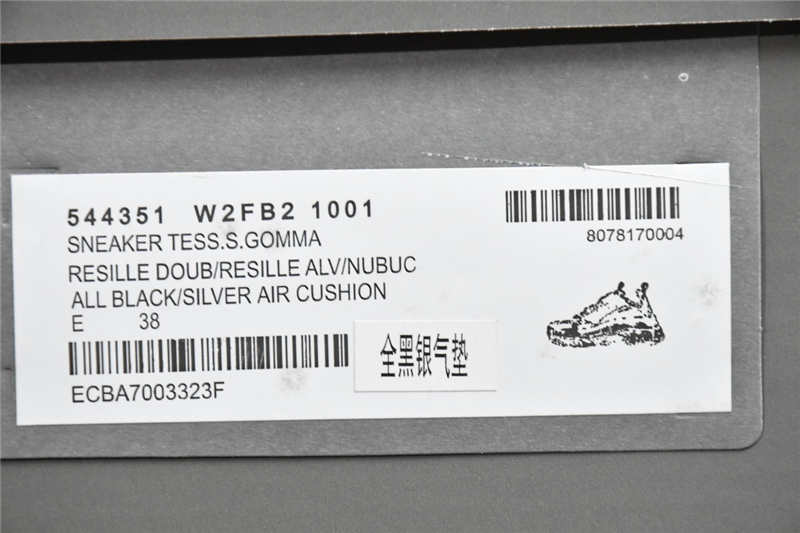 544351 W2FB2 1001
SNEAKER TESS.S.GOMMA
RESILLE DOUB/RESILLE ALV/NUBUC
ALL BLACK/SILVER AIR CUSHION
E 38
ECBA7003323F
8078170004
全黑银气垫